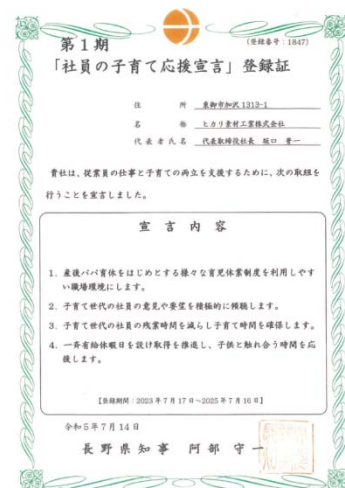 (登録番号:1847)
第1期
「社員の子育て応援宣言」登録証
住 所 東御市加沢1313-1
名 称 ヒカリ素材工業株式会社
代表者氏名 代表取締役社長 坂口 晋一
貴社は、従業員の仕事と子育ての両立を支援するために、次の取組を
行うことを宣言しました。
宣言内容
1. 産後パパ育休をはじめとする様々な育児休業制度を利用しやす
い職場環境にします。
2. 子育て世代の社員の意見や要望を積極的に傾聴します。
3. 子育て世代の社員の残業時間を減らし子育て時間を確保します。
4. 一斉有給休暇日を設け取得を推進し、子供と触れ合う時間を応
援します。
【登録期間:2023年7月17日~2025年7月16日】
令和5年7月14日
長野県知事 阿部 守一